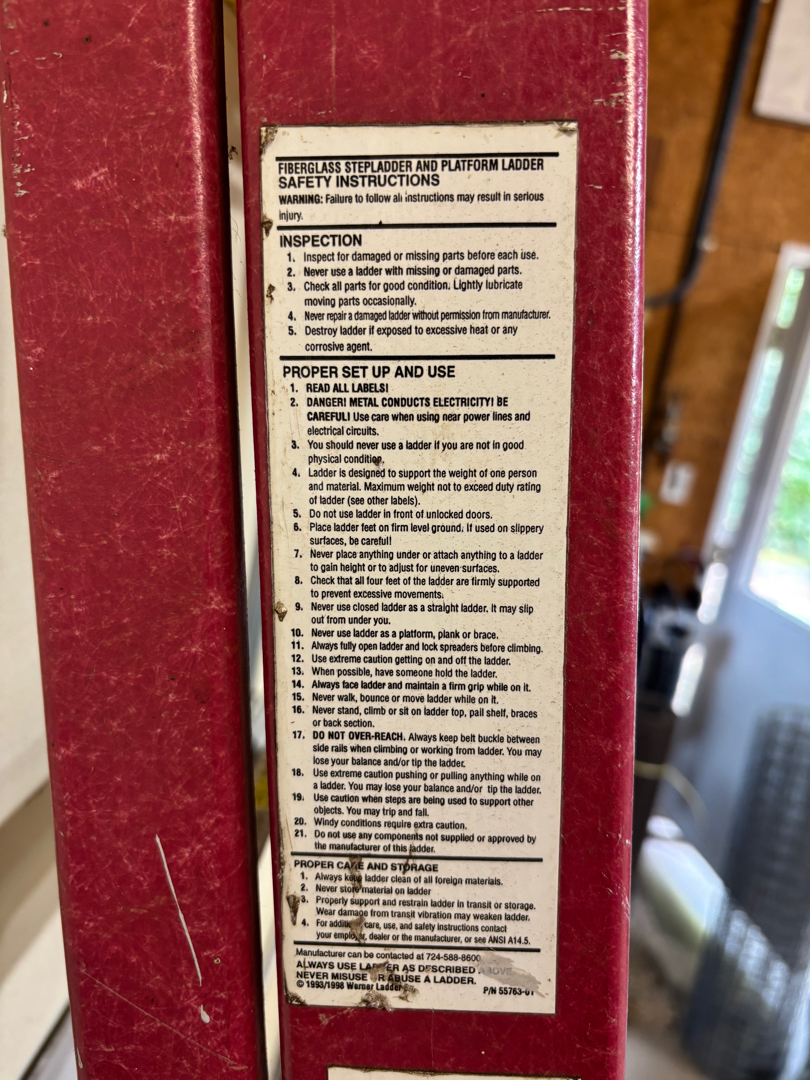 FIBERGLASS STEPLADDER AND PLATFORM LADDER
SAFETY INSTRUCTIONS
WARNING: Failure to follow all instructions may result in serious
injury.
INSPECTION
1. Inspect for damaged or missing parts before each use.
2. Never use a ladder with missing or damaged parts.
3. Check all parts for good condition. Lightly lubricate
moving parts occasionally.
4. Never repair a damaged ladder without permission from manufacturer.
5. Destroy ladder if exposed to excessive heat or any
corrosive agent.
PROPER SET UP AND USE
1. READ ALL LABELS!
2. DANGER! METAL CONDUCTS ELECTRICITY! BE
CAREFUL! Use care when using near power lines and
electrical circuits.
3. You should never use a ladder if you are not in good
physical condition.
4. Ladder is designed to support the weight of one person
and material. Maximum weight not to exceed duty rating
of ladder (see other labels).
5. Do not use ladder in front of unlocked doors.
6. Place ladder feet on firm level ground. If used on slippery
surfaces, be careful!
7. Never place anything under or attach anything to a ladder
to gain height or to adjust for uneven surfaces.
8. Check that all four feet of the ladder are firmly supported
to prevent excessive movements.
9. Never use closed ladder as a straight ladder. It may slip
out from under you.
10. Never use ladder as a platform, plank or brace.
11. Always fully open ladder and lock spreaders before climbing.
12. Use extreme caution getting on and off the ladder.
13. When possible, have someone hold the ladder.
14. Always face ladder and maintain a firm grip while on it.
15. Never walk, bounce or move ladder while on it.
16. Never stand, climb or sit on ladder top, pail shelf, braces
or back section.
17. DO NOT OVER-REACH. Always keep belt buckle between
side rails when climbing or working from ladder. You may
lose your balance and/or tip the ladder.
18. Use extreme caution pushing or pulling anything while on
a ladder. You may lose your balance and/or tip the ladder.
19. Use caution when steps are being used to support other
objects. You may trip and fall.
20. Windy conditions require extra caution.
21. Do not use any components not supplied or approved by
the manufacturer of this ladder.
PROPER CARE AND STORAGE
1. Always keep ladder clean of all foreign materials.
2. Never store material on ladder
3. Properly support and restrain ladder in transit or storage.
Wear damage from transit vibration may weaken ladder.
4. For care, use, and safety instructions contact
your employer, dealer or the manufacturer, or see ANSI A14.5.
Manufacturer can be contacted at 724-588-8600
ALWAYS USE LADDER AS DESCRIBED ABOVE
NEVER MISUSE OR ABUSE A LADDER.
© 1993/1998 Werner Ladder P/N 55763-01